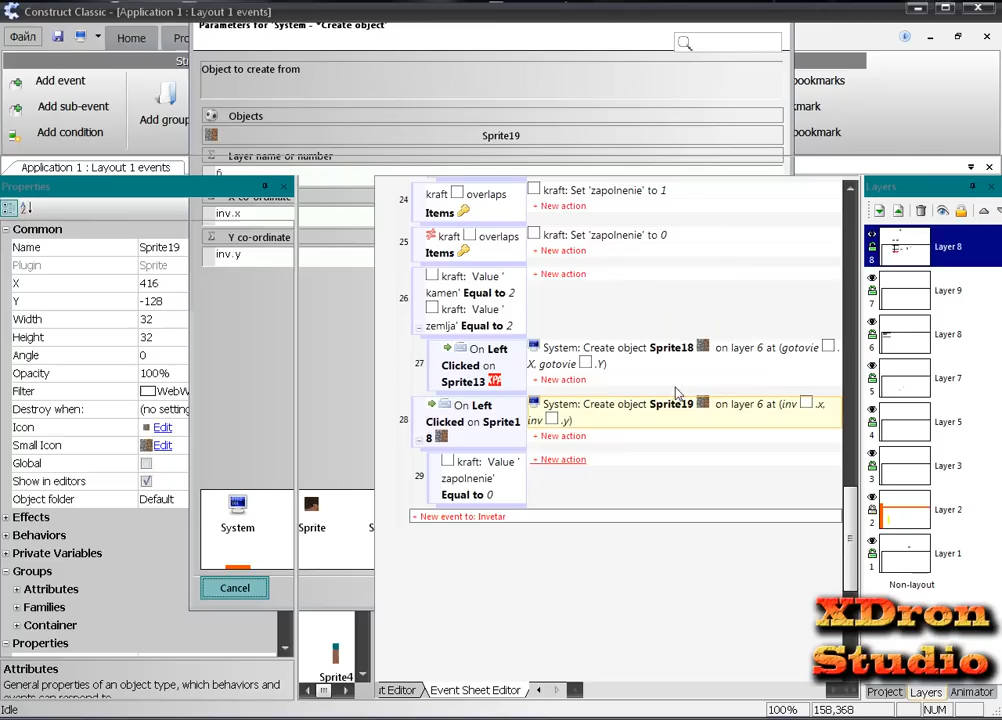 Construct Classic - [Application 1 : Layout 1 events]
Файл
Home
Add event
Add sub-event
Add condition
Add group
Parameters for 'System - *Create object'
Object to create from
Objects
Sprite19
Layer name or number
6
inv.x
Y co-ordinate
inv.y
System
Sprite
Cancel
Sprite4
bookmarks
bookmark
Application 1 : Layout 1 events
Properties
Common
Name Sprite19
Plugin Sprite
X 416
Y -128
Width 32
Height 32
Angle 0
Opacity 100%
Filter
Destroy when: (no setting
Icon Edit
Small Icon Edit
Global
Show in editors
Object folder Default
Effects
Behaviors
Private Variables
Groups
Attributes
Families
Container
Properties
Attributes
General properties of an object type, which behaviors and events can respond to.
Idle
24
kraft overlaps
Items
kraft: Set 'zapolnenie' to 1
+ New action
25
kraft overlaps
Items
kraft: Set 'zapolnenie' to 0
+ New action
26
kraft: Value '
kamen' Equal to 2
kraft: Value '
zemlja' Equal to 2
+ New action
27
On Left
Clicked on
Sprite13
System: Create object Sprite18 on layer 6 at (gotovie .
X, gotovie .Y)
+ New action
28
On Left
Clicked on Sprite1
8
System: Create object Sprite19 on layer 6 at (inv .x,
inv .y)
+ New action
29
kraft: Value '
zapolnenie'
Equal to 0
+ New action
+ New event to: Invetar
Event Sheet Editor
Layers
Layer 8
8
Layer 9
7
Layer 8
6
Layer 7
5
Layer 5
4
Layer 3
3
Layer 2
2
Layer 1
1
Non-layout
XDron
Studio
Project
Layers
Animator
100%
158,368
NUM